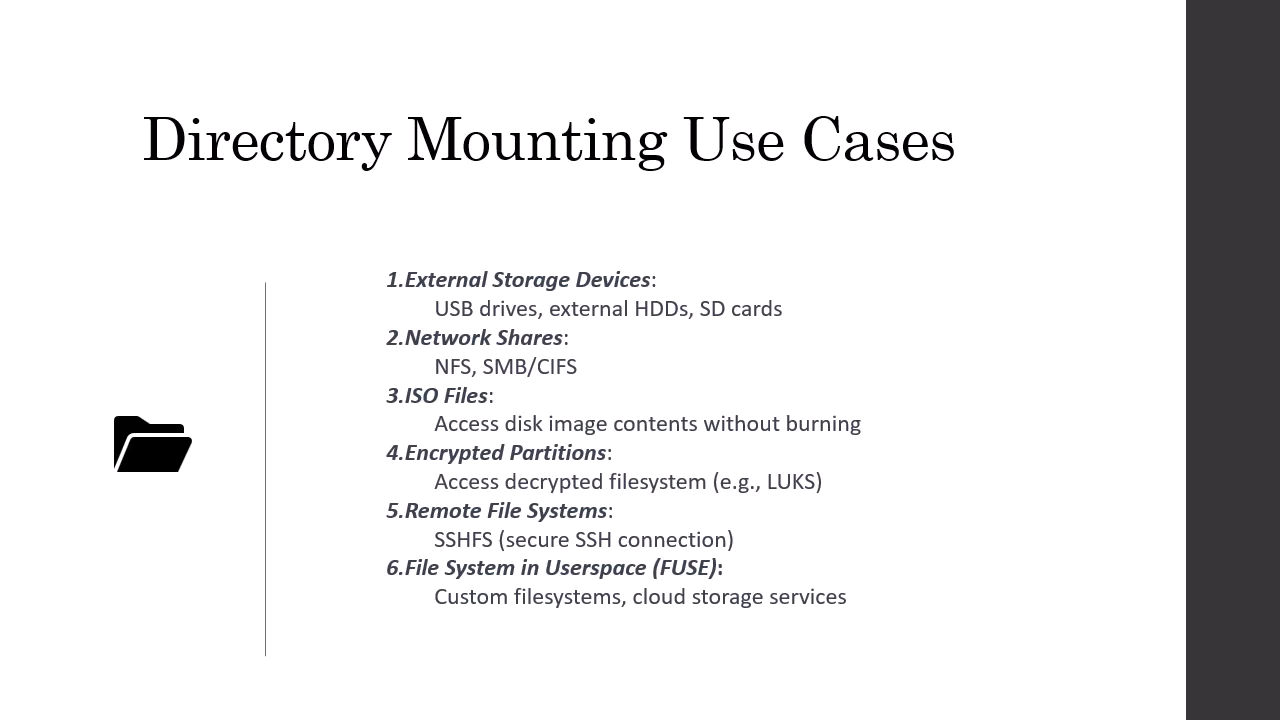 Directory Mounting Use Cases
1.External Storage Devices:
USB drives, external HDDs, SD cards
2.Network Shares:
NFS, SMB/CIFS
3.ISO Files:
Access disk image contents without burning
4.Encrypted Partitions:
Access decrypted filesystem (e.g., LUKS)
5.Remote File Systems:
SSHFS (secure SSH connection)
6.File System in Userspace (FUSE):
Custom filesystems, cloud storage services